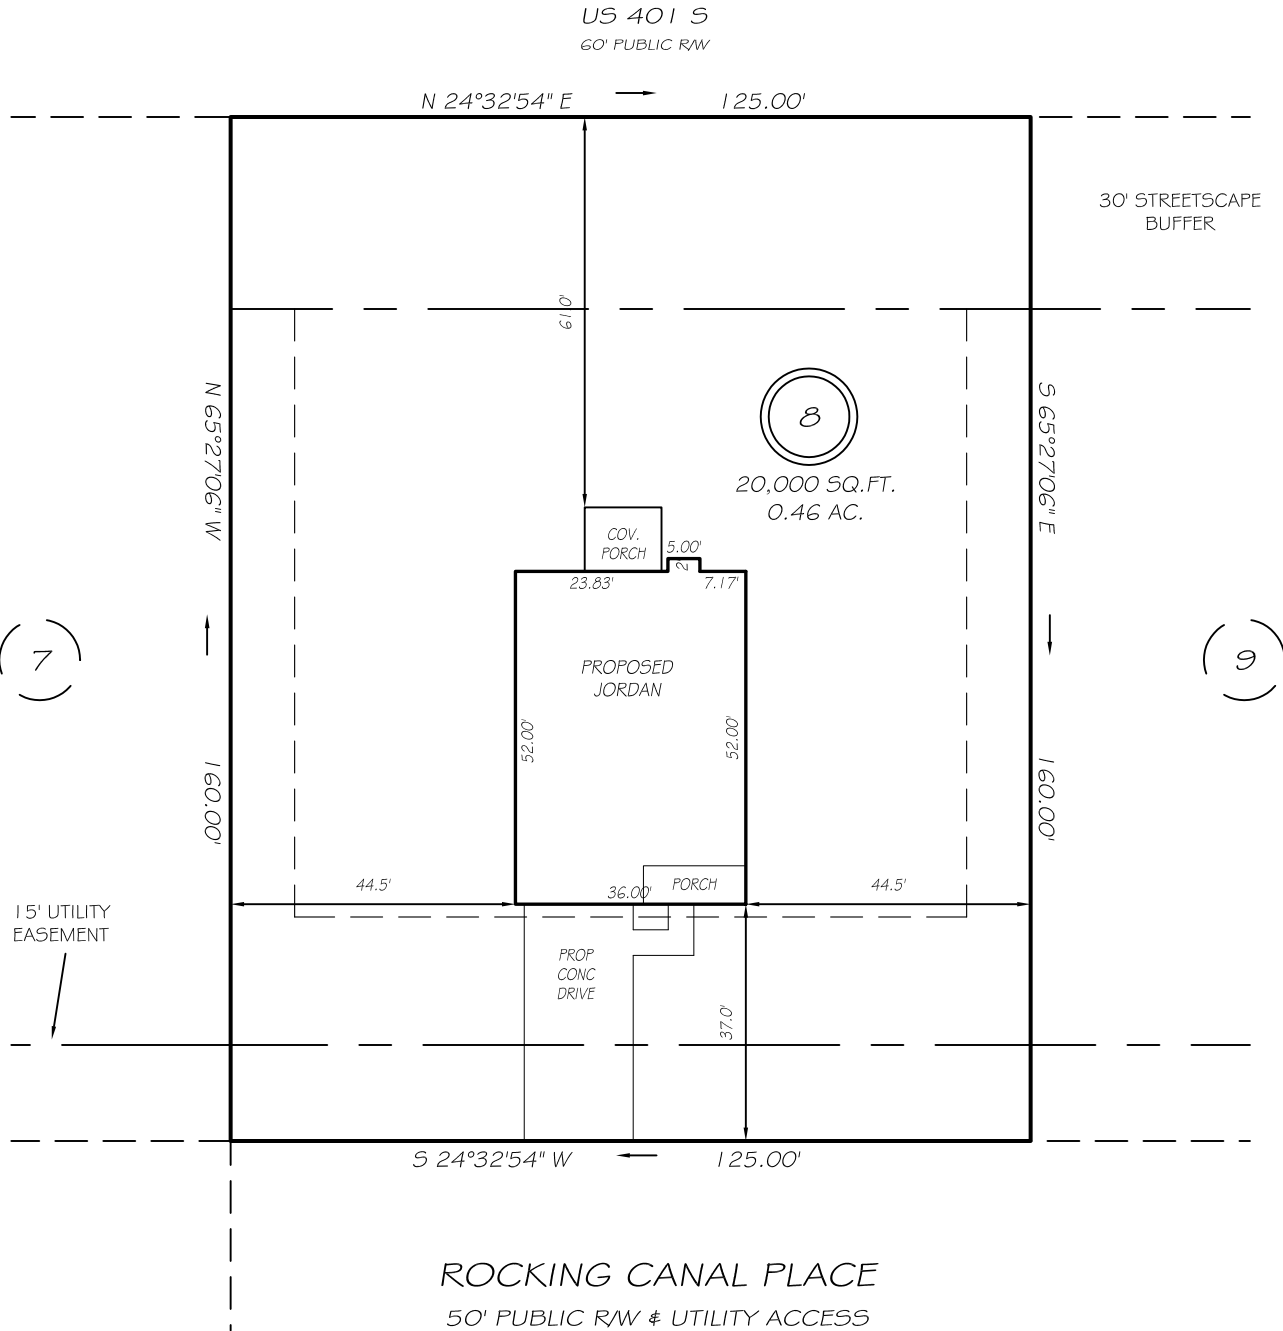 US 401 S
60' PUBLIC R/W
N 24°32'54" E
125.00'
30' STREETSCAPE
BUFFER
61.0'
N 65°27'06" W
S 65°27'06" E
8
20,000 SQ.FT.
0.46 AC.
COV.
PORCH
5.00'
2'
23.83'
7.17'
7
9
PROPOSED
JORDAN
52.00'
52.00'
160.00'
160.00'
44.5'
36.00'
PORCH
44.5'
15' UTILITY
EASEMENT
PROP
CONC
DRIVE
37.0'
S 24°32'54" W
125.00'
ROCKING CANAL PLACE
50' PUBLIC R/W & UTILITY ACCESS